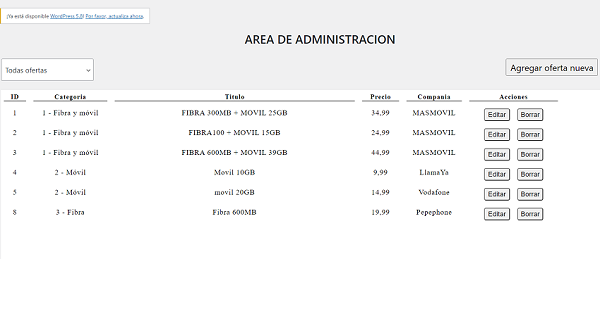 ¡Ya está disponible WordPress 5.8! Por favor, actualiza ahora.
AREA DE ADMINISTRACION
Todas ofertas
Agregar oferta nueva
ID Categoria Titulo Precio Compania Acciones
1 1 - Fibra y móvil FIBRA 300MB + MOVIL 25GB 34,99 MASMOVIL Editar Borrar
2 1 - Fibra y móvil FIBRA100 + MOVIL 15GB 24,99 MASMOVIL Editar Borrar
3 1 - Fibra y móvil FIBRA 600MB + MOVIL 39GB 44,99 MASMOVIL Editar Borrar
4 2 - Móvil Movil 10GB 9,99 LlamaYa Editar Borrar
5 2 - Móvil movil 20GB 14,99 Vodafone Editar Borrar
8 3 - Fibra Fibra 600MB 19,99 Pepephone Editar Borrar